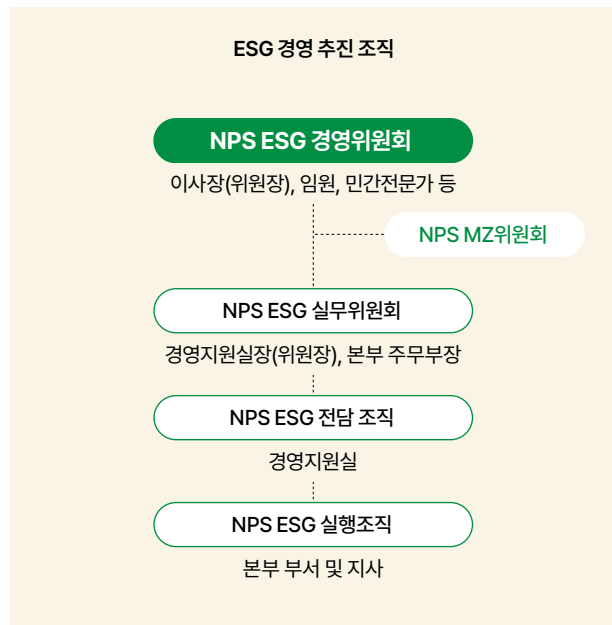 ESG 경영 추진 조직
NPS ESG 경영위원회
이사장(위원장), 임원, 민간전문가 등
NPS MZ위원회
NPS ESG 실무위원회
경영지원실장(위원장), 본부 주무부장
NPS ESG 전담 조직
경영지원실
NPS ESG 실행조직
본부 부서 및 지사